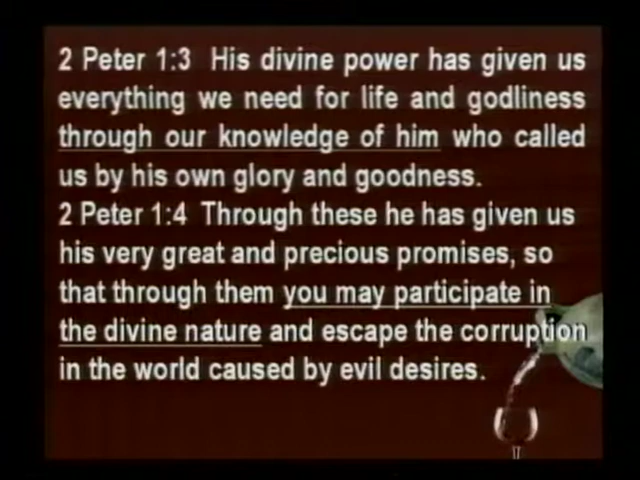 2 Peter 1:3 His divine power has given us
everything we need for life and godliness
through our knowledge of him who called
us by his own glory and goodness.
2 Peter 1:4 Through these he has given us
his very great and precious promises, so
that through them you may participate in
the divine nature and escape the corruption
in the world caused by evil desires.